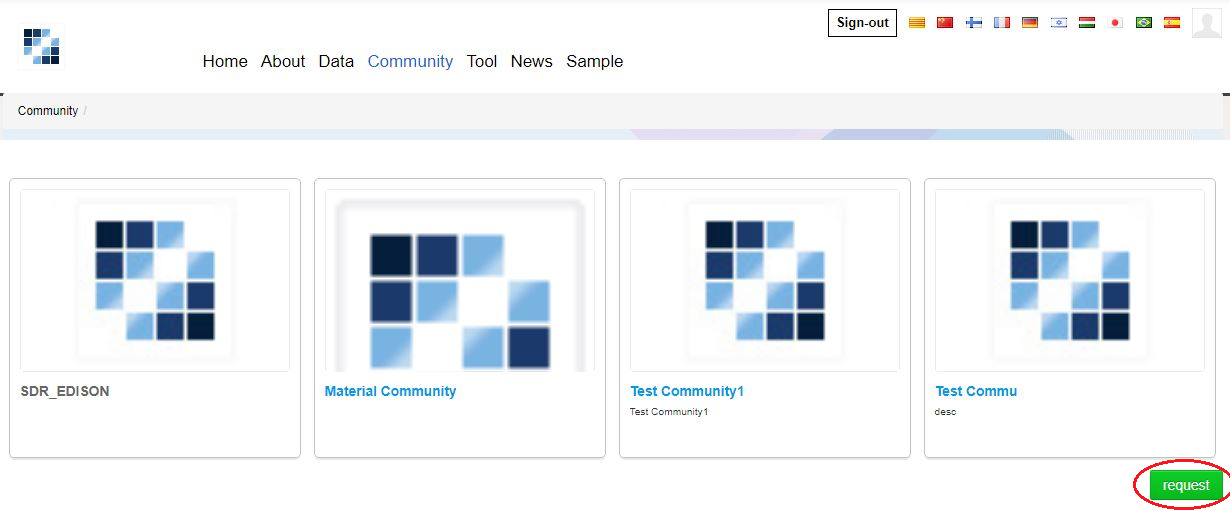 Sign-out
Home About Data Community Tool News Sample
Community /
SDR_EDISON
Material Community
Test Community1
Test Community1
Test Commu
desc
request